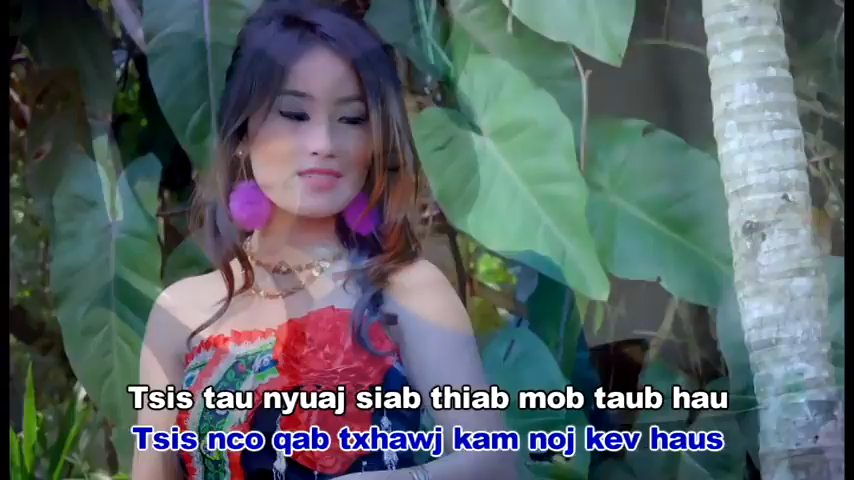 Tsis tau nyuaj siab thiab mob taub hau
Tsis nco qab txhawj kam noj kev haus